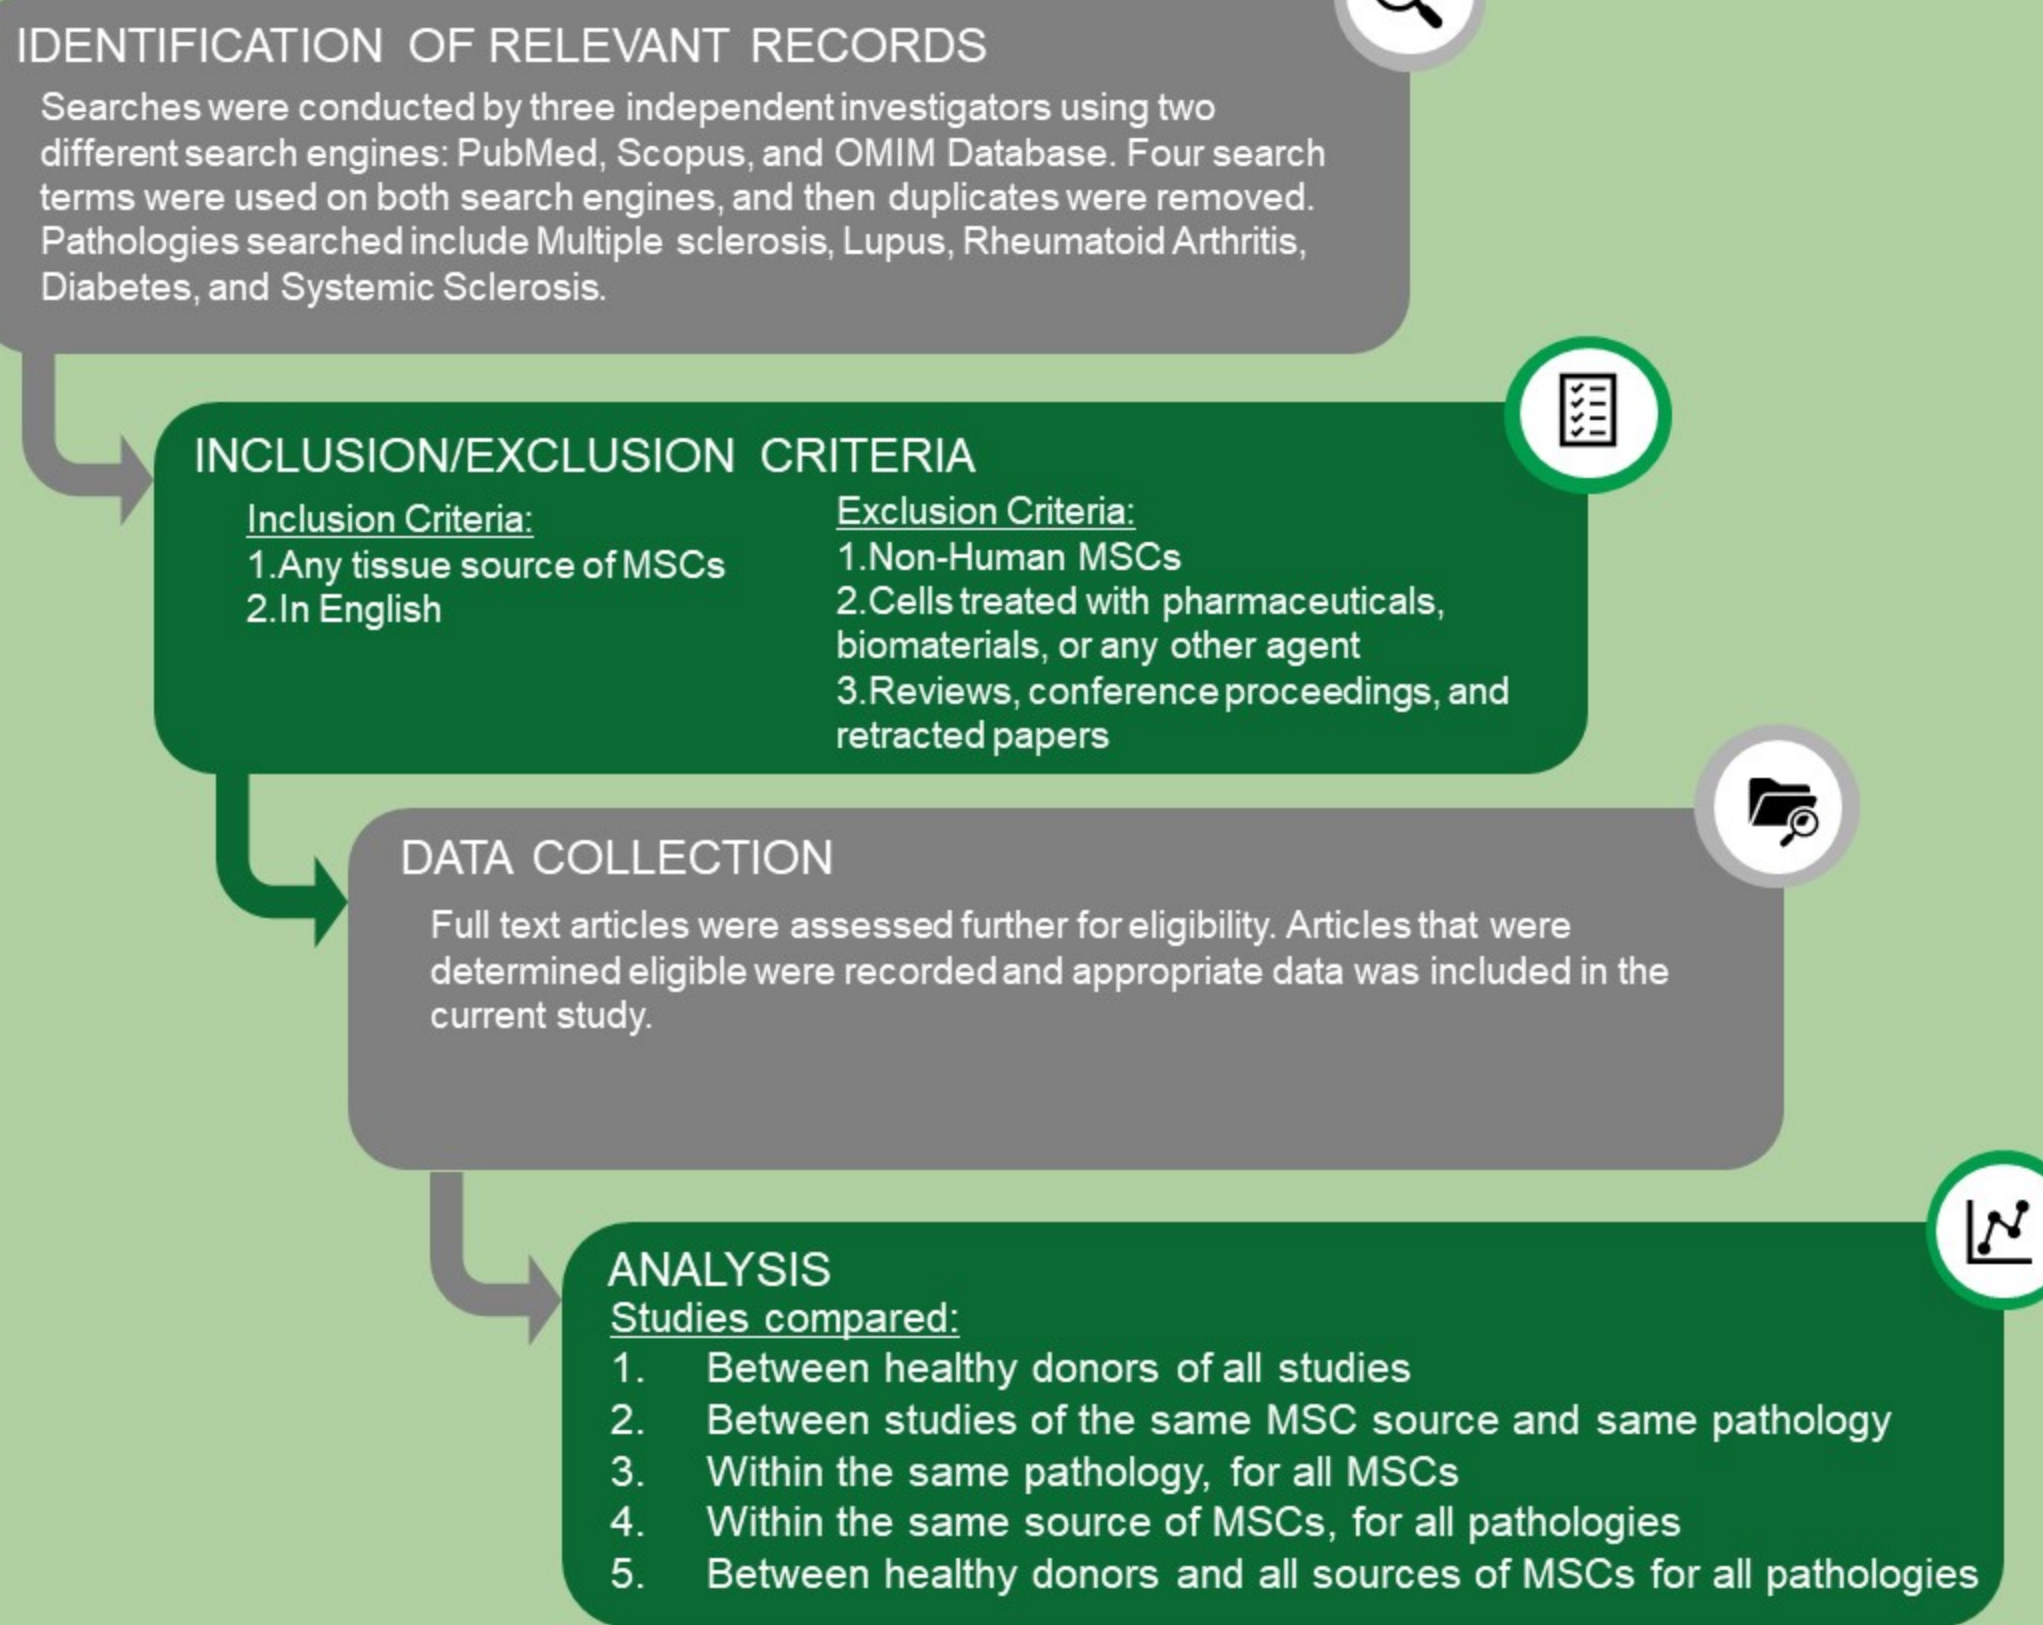 IDENTIFICATION OF RELEVANT RECORDS
Searches were conducted by three independent investigators using two
different search engines: PubMed, Scopus, and OMIM Database. Four search
terms were used on both search engines, and then duplicates were removed.
Pathologies searched include Multiple sclerosis, Lupus, Rheumatoid Arthritis,
Diabetes, and Systemic Sclerosis.
INCLUSION/EXCLUSION CRITERIA
Inclusion Criteria:
1.Any tissue source of MSCs
2.In English
Exclusion Criteria:
1.Non-Human MSCs
2.Cells treated with pharmaceuticals,
biomaterials, or any other agent
3.Reviews, conference proceedings, and
retracted papers
DATA COLLECTION
Full text articles were assessed further for eligibility. Articles that were
determined eligible were recorded and appropriate data was included in the
current study.
ANALYSIS
Studies compared:
1. Between healthy donors of all studies
2. Between studies of the same MSC source and same pathology
3. Within the same pathology, for all MSCs
4. Within the same source of MSCs, for all pathologies
5. Between healthy donors and all sources of MSCs for all pathologies